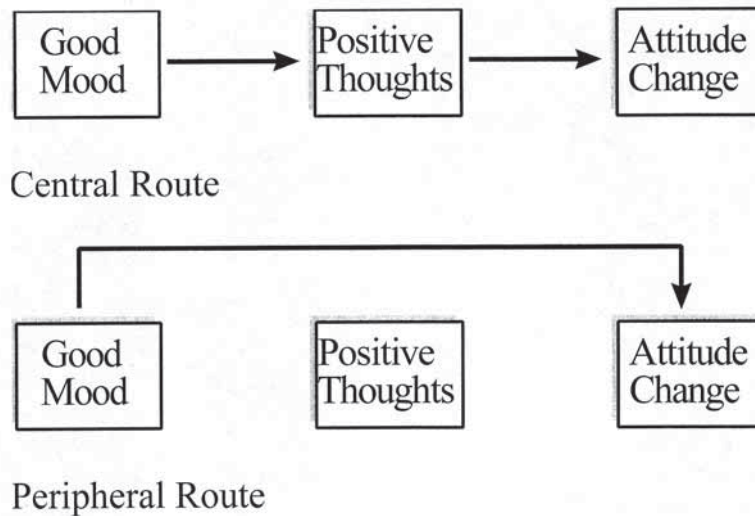 Good
Mood
Positive
Thoughts
Attitude
Change
Central Route
Good
Mood
Positive
Thoughts
Attitude
Change
Peripheral Route